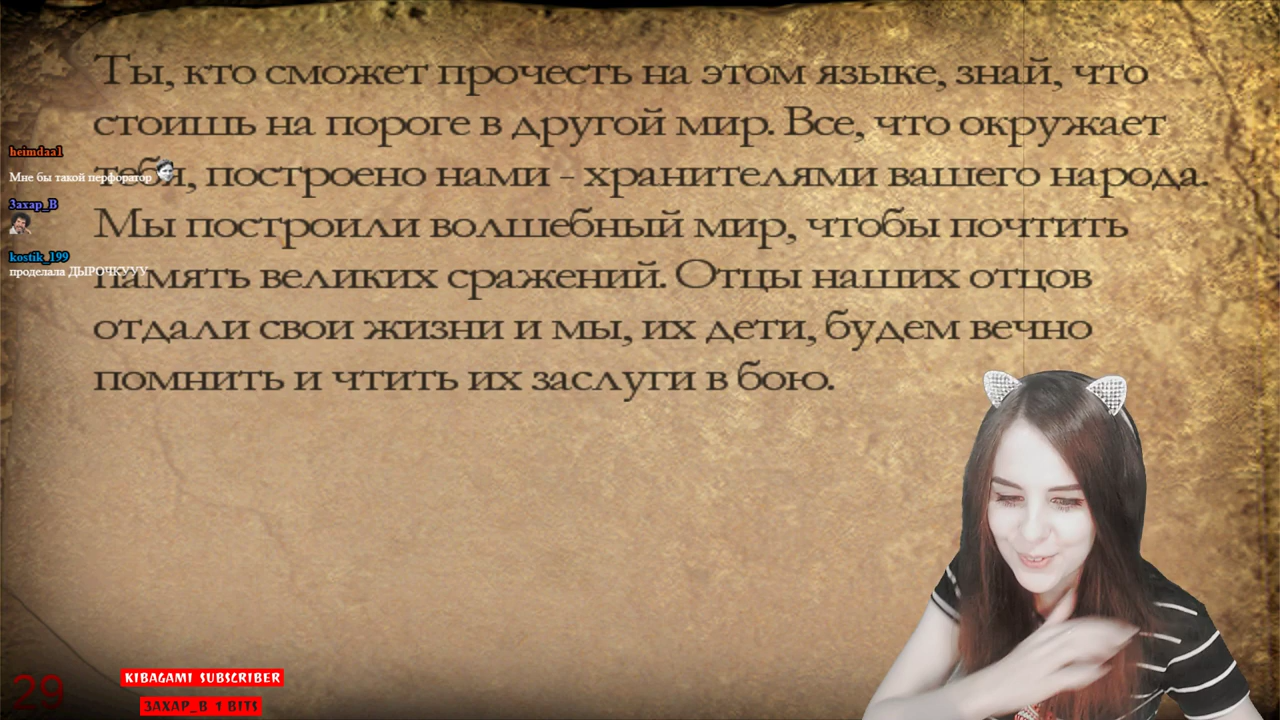 Ты, кто сможет прочесть на этом языке, знай, что
стоишь на пороге в другой мир. Все, что окружает
тебя, построено нами - хранителями вашего народа.
Мы построили волшебный мир, чтобы почтить
память великих сражений. Отцы наших отцов
отдали свои жизни и мы, их дети, будем вечно
помнить и чтить их заслуги в бою.
heimdaa1
Мне бы такой перфоратор
Захар_В
kostik_199
проделала ДЫРОЧКУУУ
29
KIBAGAMI SUBSCRIBER
ЗАХАР_В 1 BITS